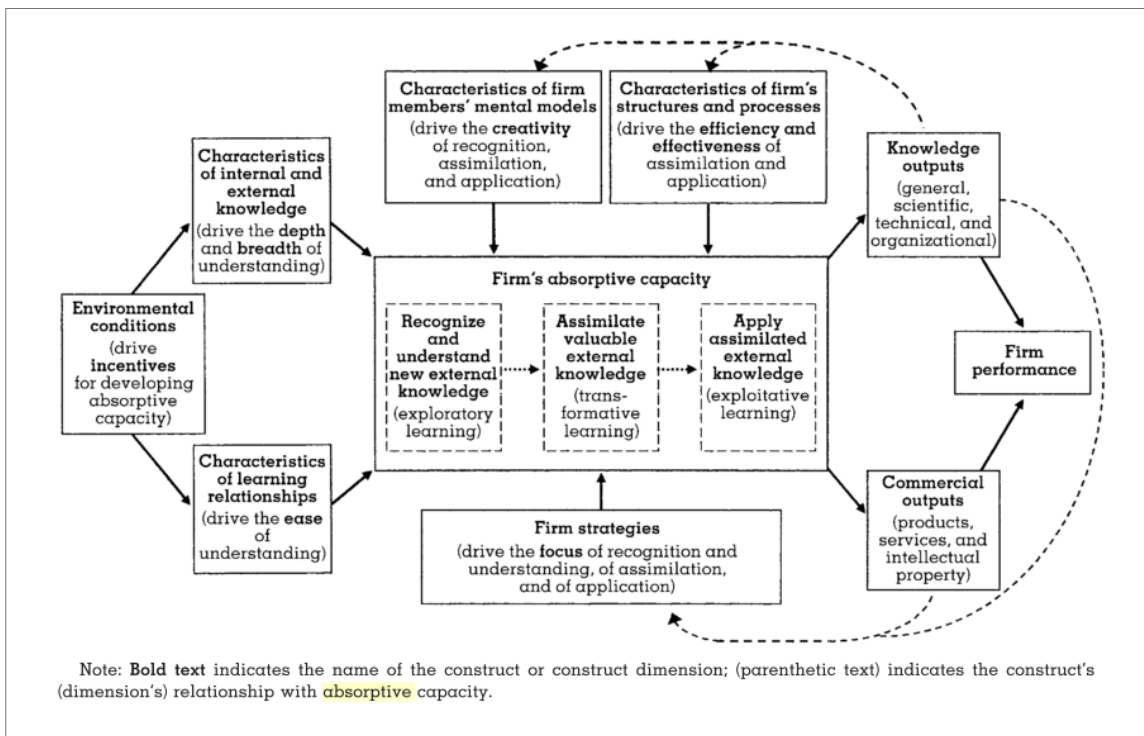 Characteristics of firm
members' mental models
(drive the creativity
of recognition,
assimilation,
and application)
Characteristics of firm's
structures and processes
(drive the efficiency and
effectiveness of
assimilation and
application)
Characteristics
of internal and
external
knowledge
(drive the depth
and breadth of
understanding)
Knowledge
outputs
(general,
scientific,
technical, and
organizational)
Environmental
conditions
(drive
incentives
for developing
absorptive
capacity)
Firm's absorptive capacity
Recognize
and
understand
new external
knowledge
(exploratory
learning)
Assimilate
valuable
external
knowledge
(trans-
formative
learning)
Apply
assimilated
external
knowledge
(exploitative
learning)
Firm
performance
Characteristics
of learning
relationships
(drive the ease of
understanding)
Firm strategies
(drive the focus of recognition and
understanding, of assimilation,
and of application)
Commercial
outputs
(products,
services, and
intellectual
property)
Note: Bold text indicates the name of the construct or construct dimension; (parenthetic text) indicates the construct's
(dimension's) relationship with absorptive capacity.